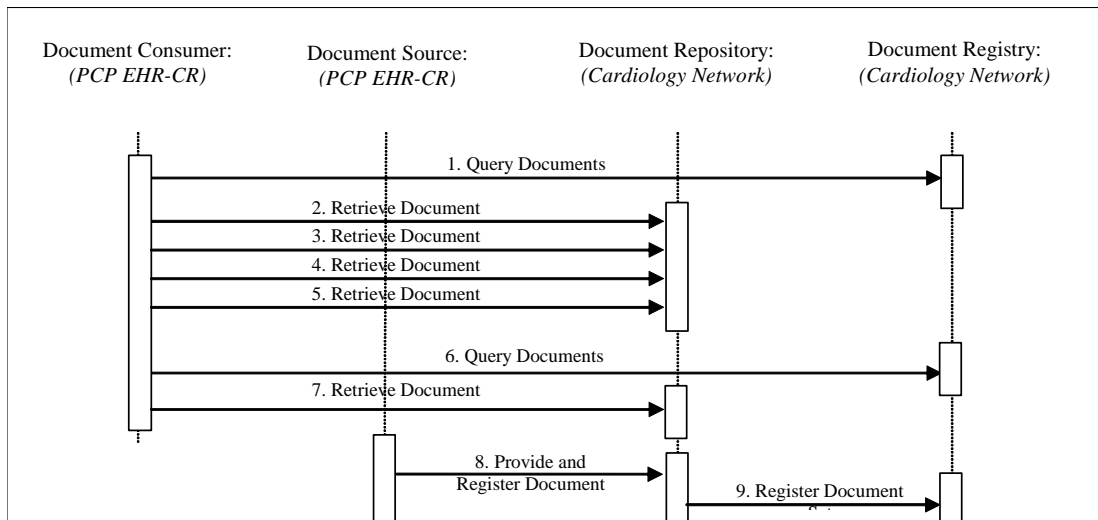 Document Consumer:
(PCP EHR-CR)
Document Source:
(PCP EHR-CR)
Document Repository:
(Cardiology Network)
Document Registry:
(Cardiology Network)
1. Query Documents
2. Retrieve Document
3. Retrieve Document
4. Retrieve Document
5. Retrieve Document
6. Query Documents
7. Retrieve Document
8. Provide and
Register Document
9. Register Document